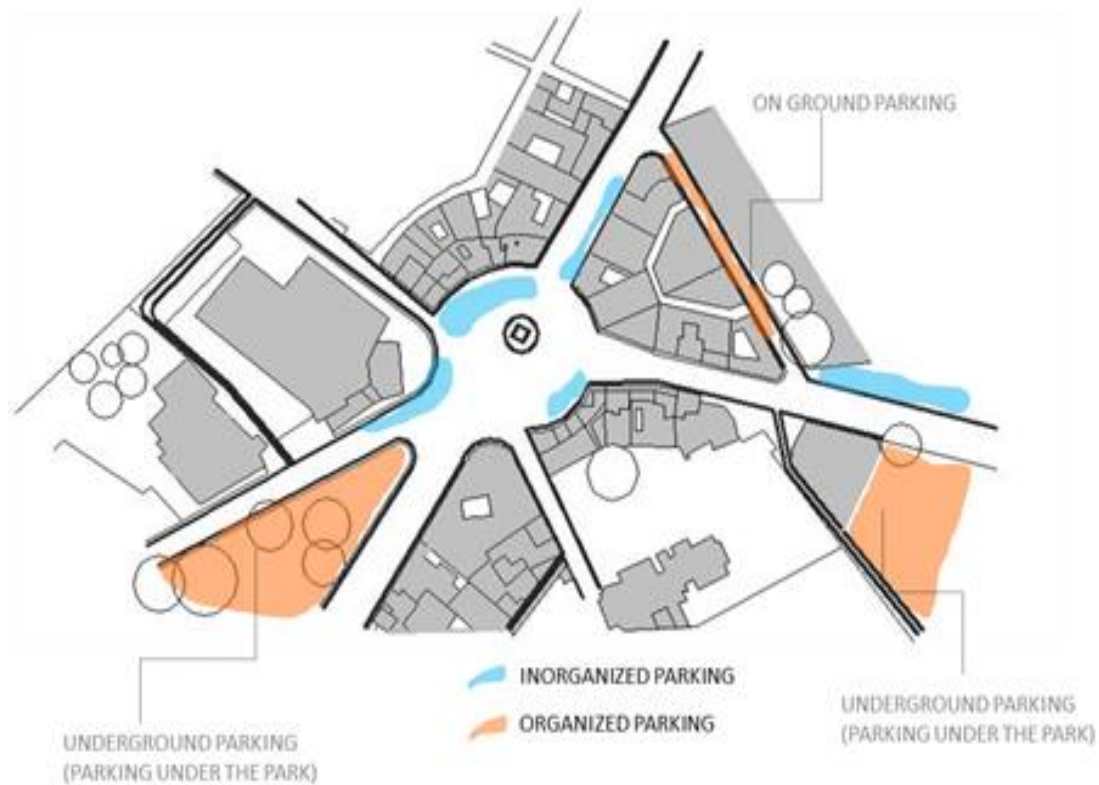 ON GROUND PARKING
INORGANIZED PARKING
ORGANIZED PARKING
UNDERGROUND PARKING
(PARKING UNDER THE PARK)
UNDERGROUND PARKING
(PARKING UNDER THE PARK)